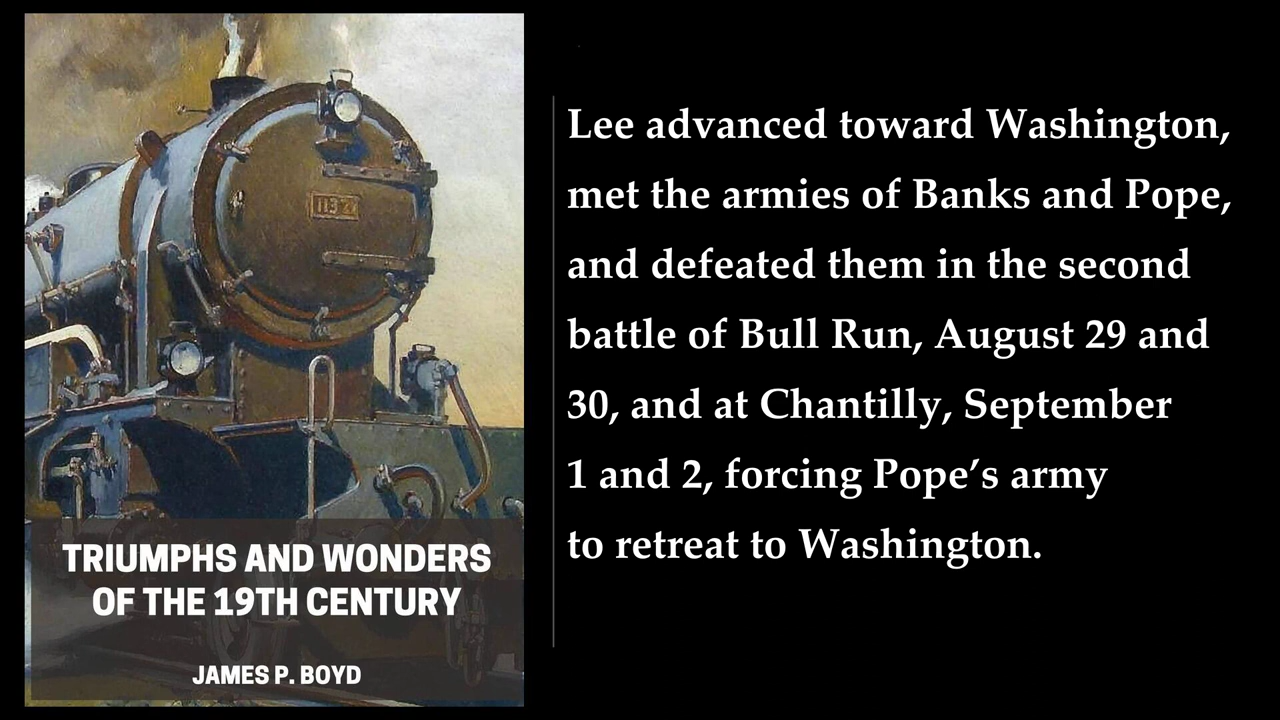 TRIUMPHS AND WONDERS
OF THE 19TH CENTURY
JAMES P. BOYD
Lee advanced toward Washington,
met the armies of Banks and Pope,
and defeated them in the second
battle of Bull Run, August 29 and
30, and at Chantilly, September
1 and 2, forcing Pope’s army
to retreat to Washington.